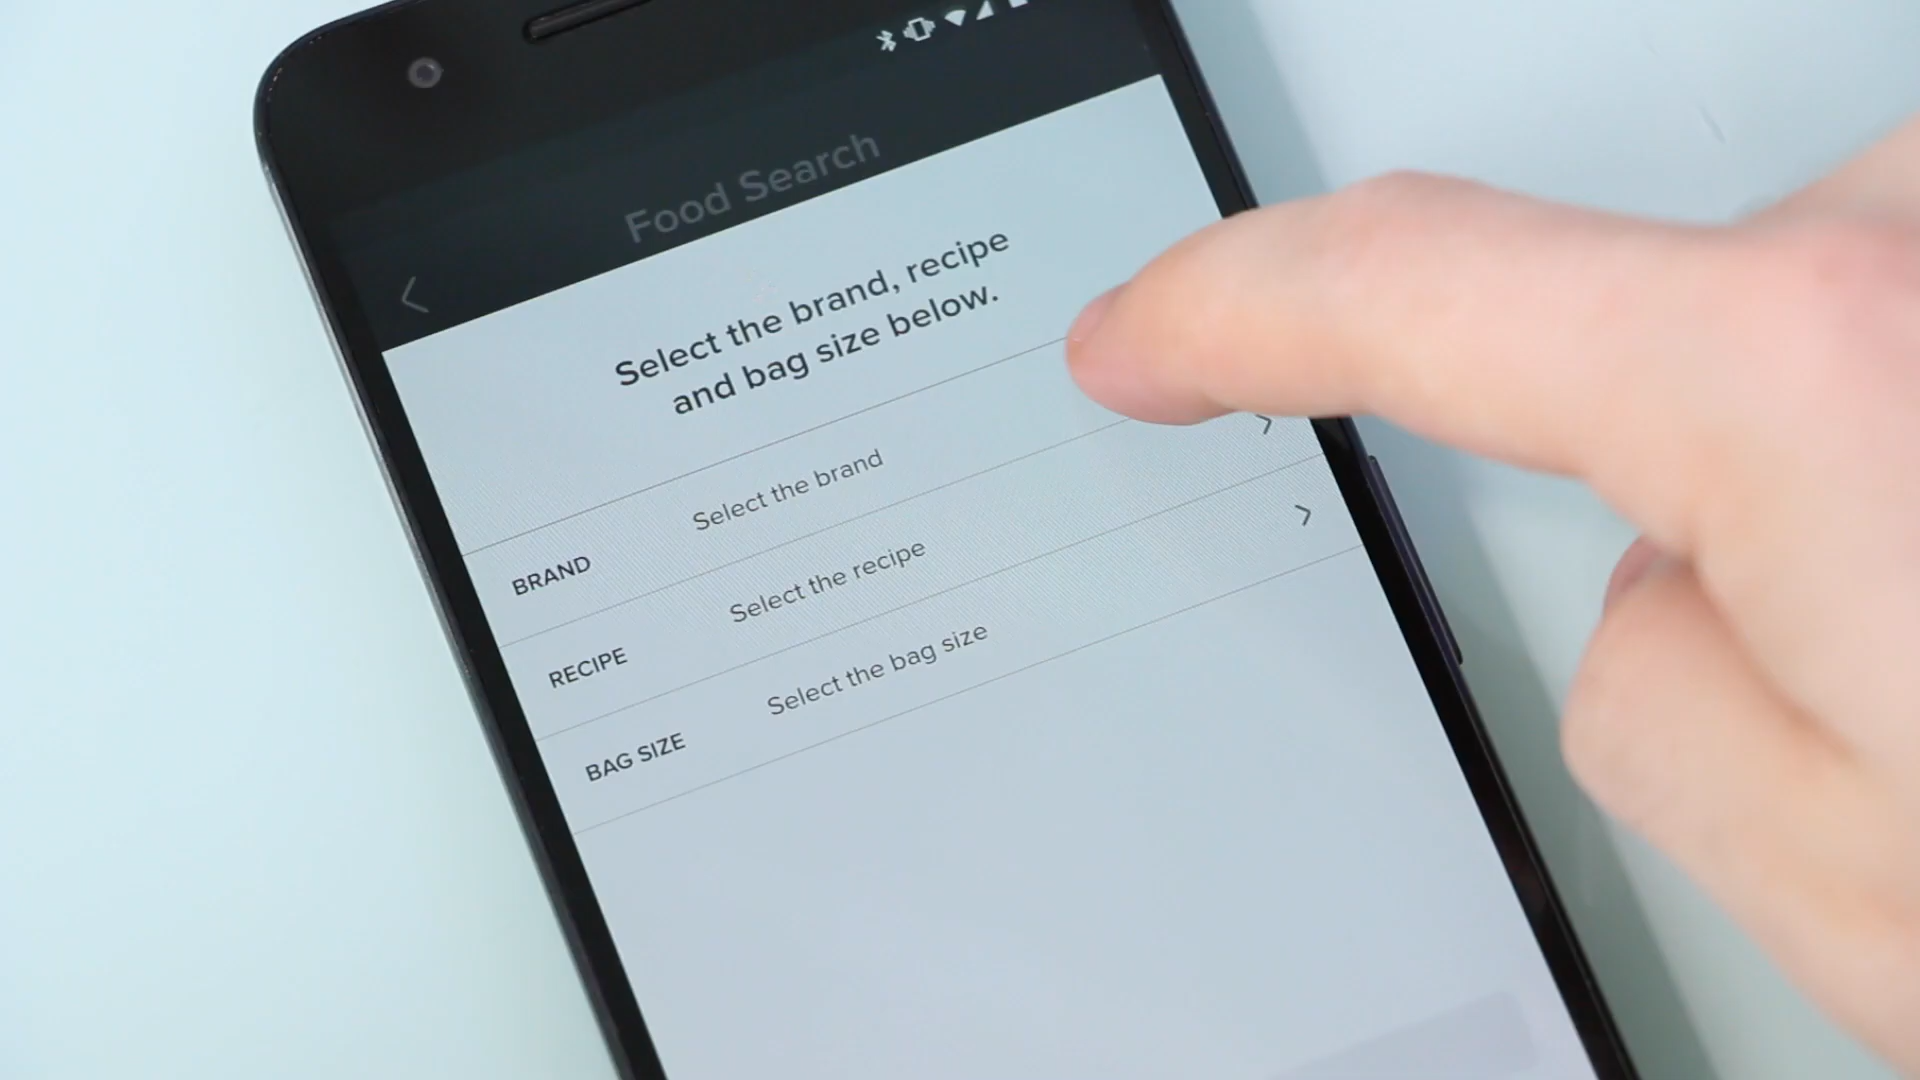 Food Search
Select the brand, recipe
and bag size below.
BRAND Select the brand
RECIPE Select the recipe
BAG SIZE Select the bag size